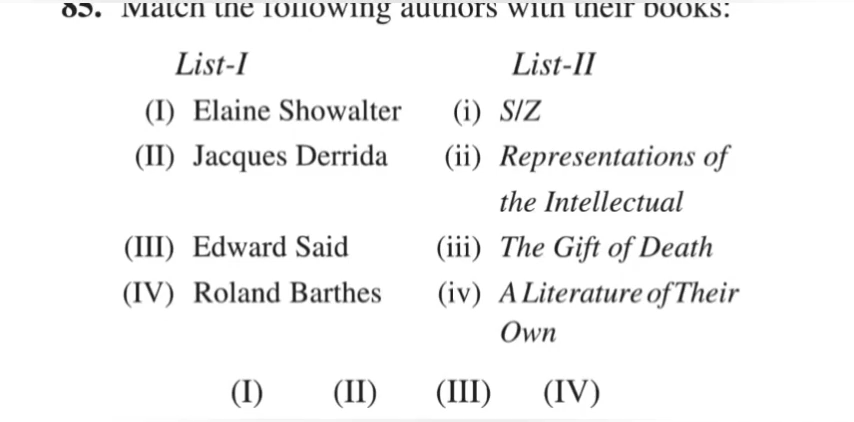 85. Match the following authors with their books:
List-I List-II
(I) Elaine Showalter (i) S/Z
(II) Jacques Derrida (ii) Representations of
the Intellectual
(III) Edward Said (iii) The Gift of Death
(IV) Roland Barthes (iv) A Literature of Their
Own
(I) (II) (III) (IV)